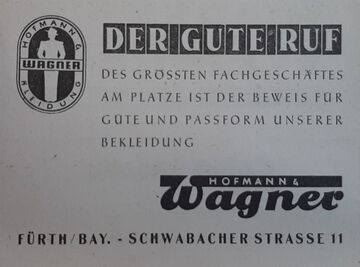 HOFMANN &
WAGNER
KLEIDUNG
DER GUTE RUF
DES GRÖSSTEN FACHGESCHÄFTES
AM PLATZE IST DER BEWEIS FÜR
GÜTE UND PASSFORM UNSERER
BEKLEIDUNG
HOFMANN &
Wagner
FÜRTH/BAY. - SCHWABACHER STRASSE 11